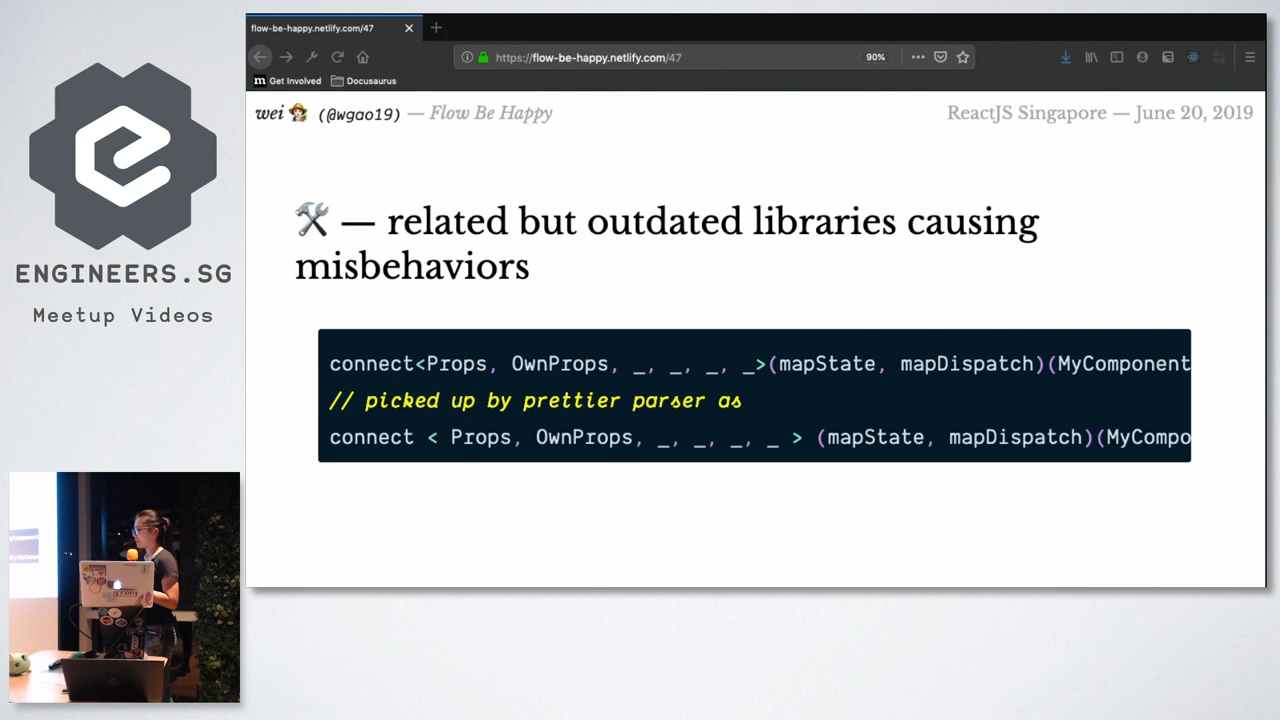 ENGINEERS.SG
Meetup Videos
flow-be-happy.netlify.com/47
https://flow-be-happy.netlify.com/47
90%
m Get Involved
Docusaurus
wei (@wgao19) — Flow Be Happy
ReactJS Singapore — June 20, 2019
— related but outdated libraries causing
misbehaviors
connect<Props, OwnProps, _, _, _, _>(mapState, mapDispatch)(MyComponent
// picked up by prettier parser as
connect < Props, OwnProps, _, _, _, _ > (mapState, mapDispatch)(MyCompo